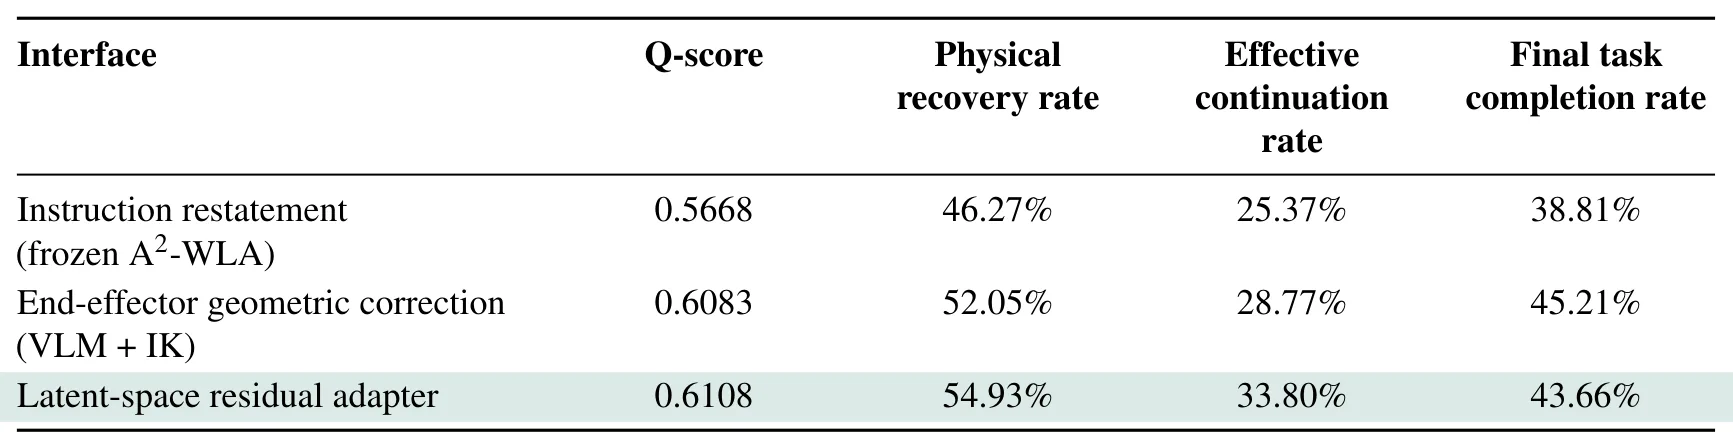 Interface Q-score Physical recovery rate Effective continuation rate Final task completion rate
Instruction restatement (frozen A²-WLA) 0.5668 46.27% 25.37% 38.81%
End-effector geometric correction (VLM + IK) 0.6083 52.05% 28.77% 45.21%
Latent-space residual adapter 0.6108 54.93% 33.80% 43.66%